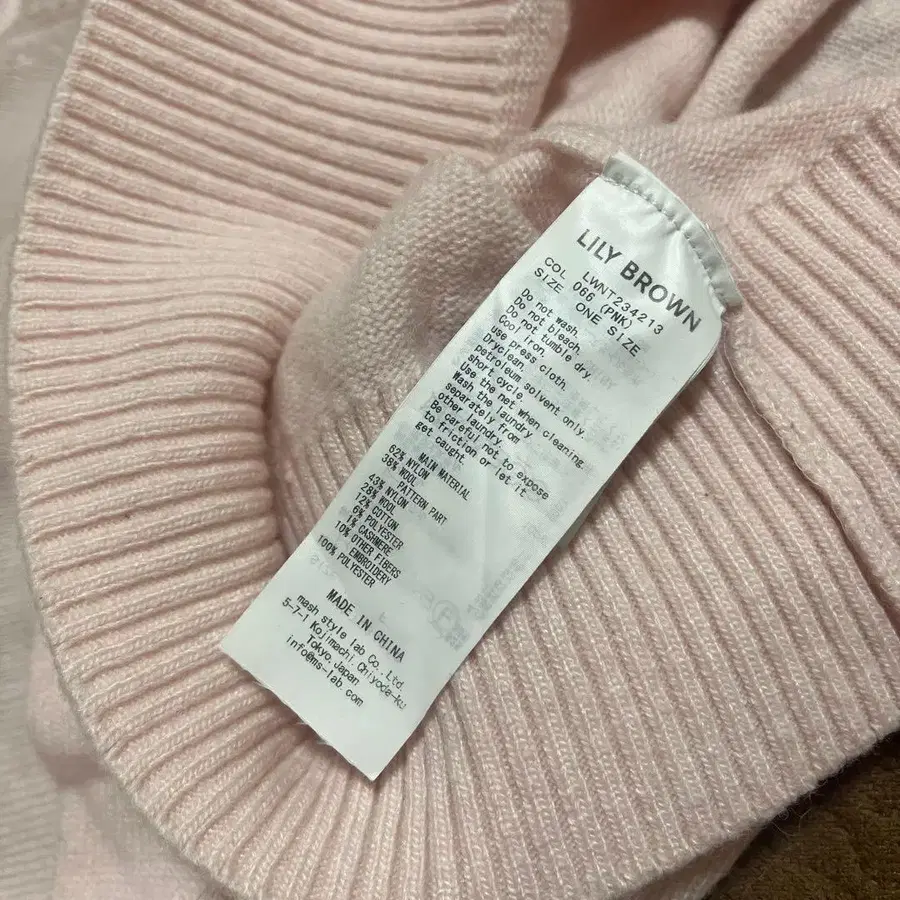 LILY BROWN
LWNT234213
COL 066 (PNK)
SIZE ONE SIZE
Do not wash.
Do not bleach.
Do not tumble dry.
Cool iron.
use press cloth.
Dryclean.
petroleum solvent only.
short cycle.
Use the net when cleaning.
Wash the laundry
separately from
other laundry.
Be careful not to expose
to friction or let it
get caught.
MAIN MATERIAL
62% NYLON
38% WOOL
PATTERN PART
43% NYLON
28% WOOL
12% COTTON
6% POLYESTER
1% CASHMERE
10% OTHER FIBERS
EMBROIDERY
100% POLYESTER
MADE IN CHINA
mash style lab Co.,Ltd.
5-7-1 Kojimachi,Chiyoda-ku
Tokyo,Japan
info@ms-lab.com